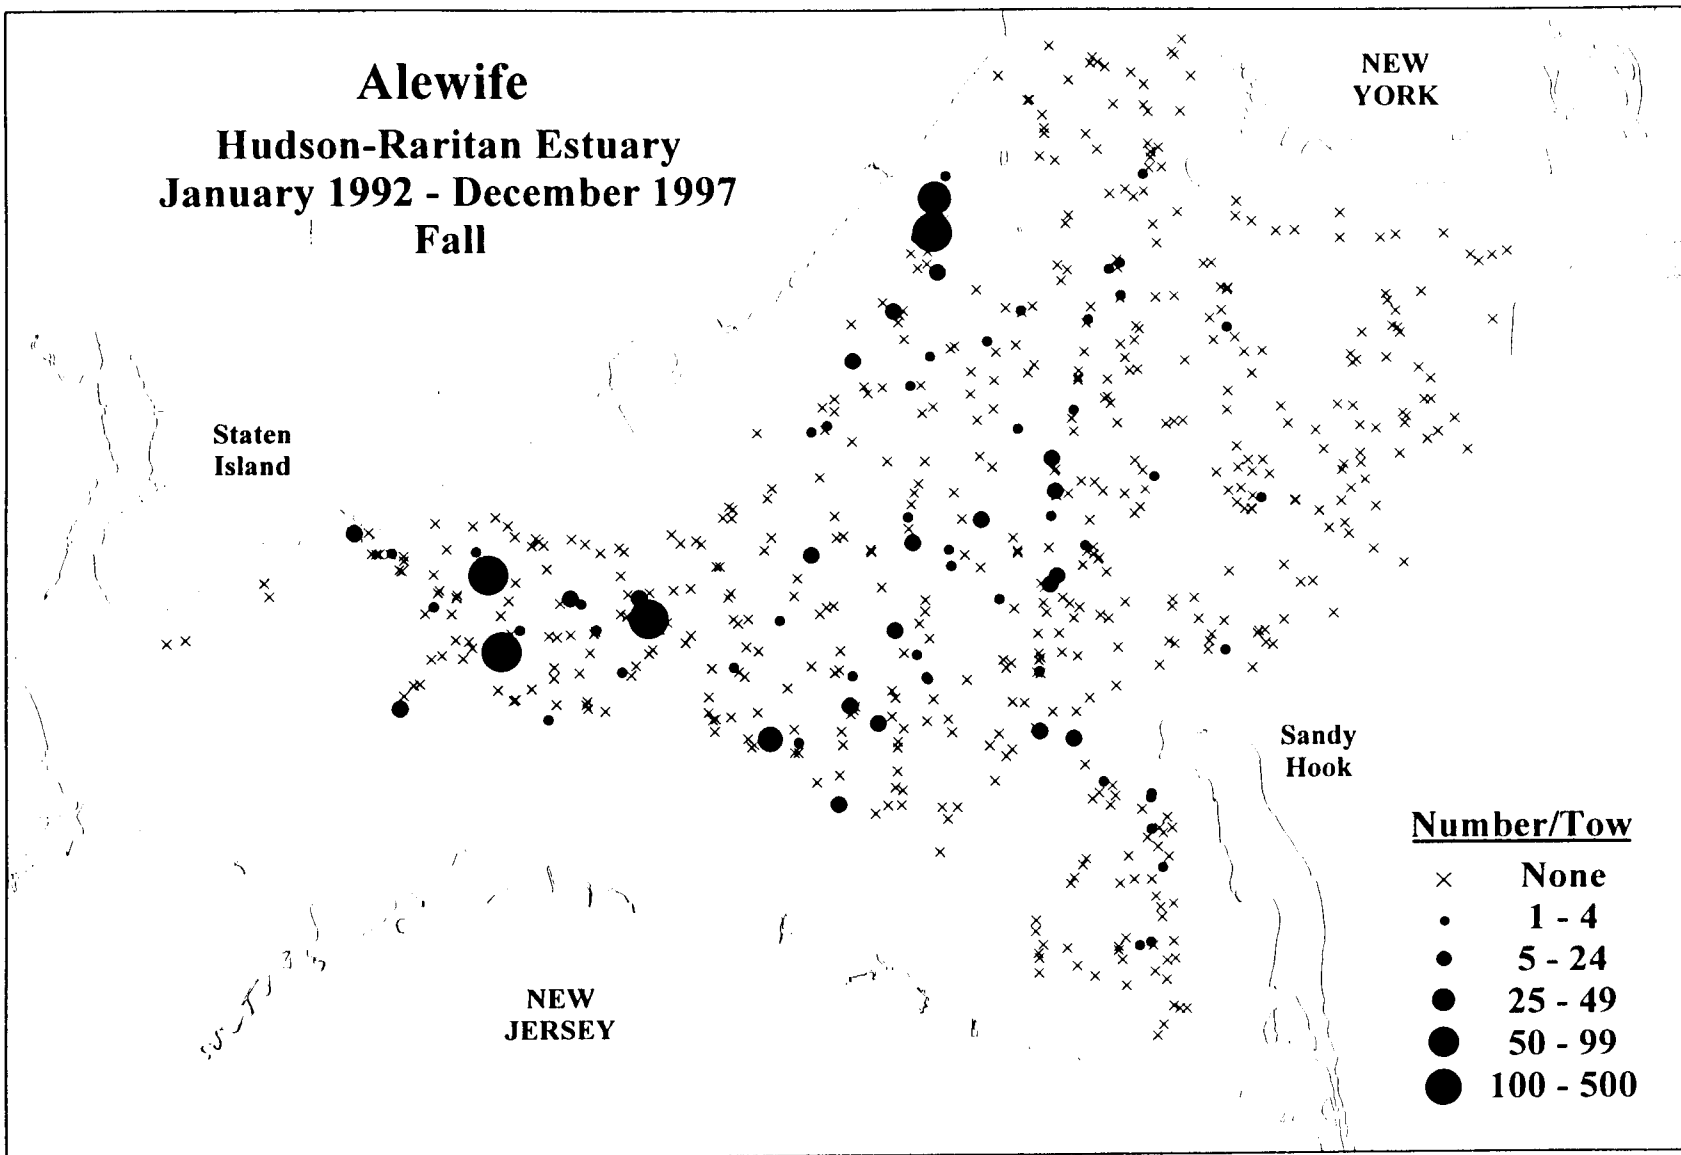 Alewife
Hudson-Raritan Estuary
January 1992 - December 1997
Fall
NEW
YORK
Staten
Island
Sandy
Hook
NEW
JERSEY
Number/Tow
None
1 - 4
5 - 24
25 - 49
50 - 99
100 - 500